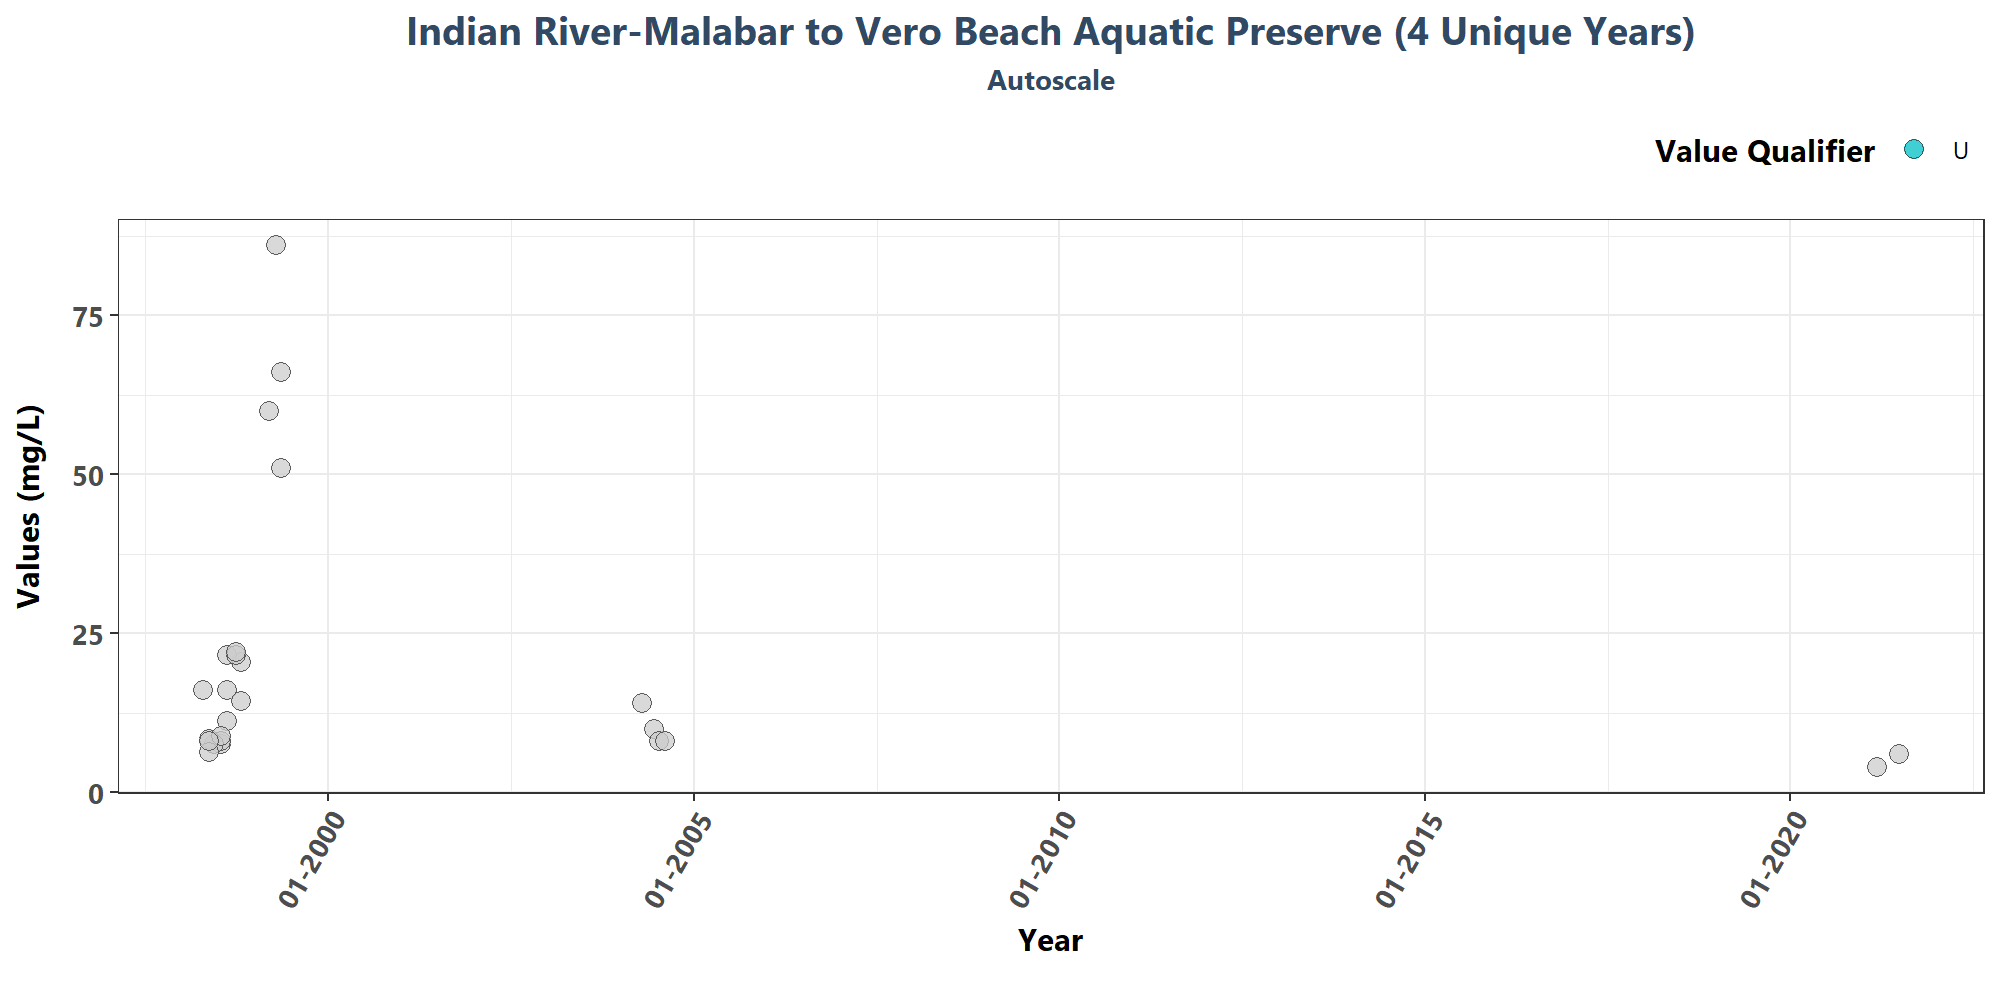 Indian River-Malabar to Vero Beach Aquatic Preserve (4 Unique Years)
Autoscale
Value Qualifier U
Values (mg/L)
75
50
25
0
01-2000 01-2005 01-2010 01-2015 01-2020
Year